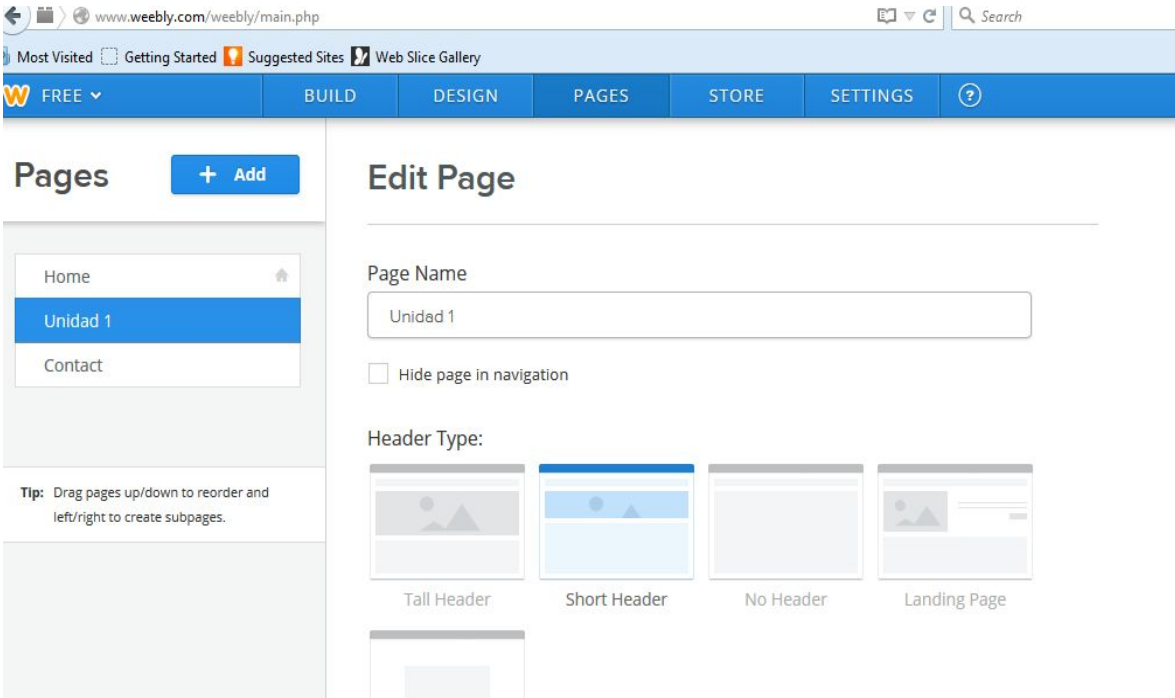 www.weebly.com/weebly/main.php
Search
Most Visited Getting Started Suggested Sites Web Slice Gallery
W FREE BUILD DESIGN PAGES STORE SETTINGS ?
Pages
+ Add
Edit Page
Home
Unidad 1
Contact
Page Name
Unidad 1
Hide page in navigation
Header Type:
Tip: Drag pages up/down to reorder and
left/right to create subpages.
Tall Header
Short Header
No Header
Landing Page